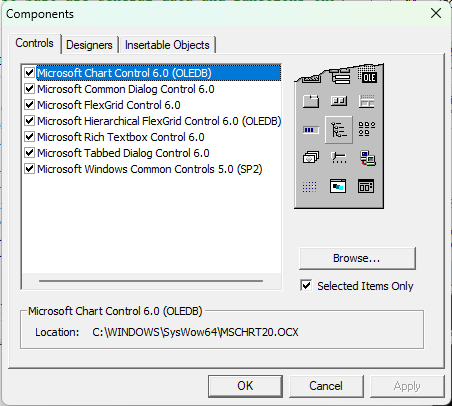 Components
Controls
Designers
Insertable Objects
Microsoft Chart Control 6.0 (OLEDB)
Microsoft Common Dialog Control 6.0
Microsoft FlexGrid Control 6.0
Microsoft Hierarchical FlexGrid Control 6.0 (OLEDB)
Microsoft Rich Textbox Control 6.0
Microsoft Tabbed Dialog Control 6.0
Microsoft Windows Common Controls 5.0 (SP2)
OLE
Browse...
Selected Items Only
Microsoft Chart Control 6.0 (OLEDB)
Location: C:\WINDOWS\SysWow64\MSCHRT20.OCX
OK
Cancel
Apply